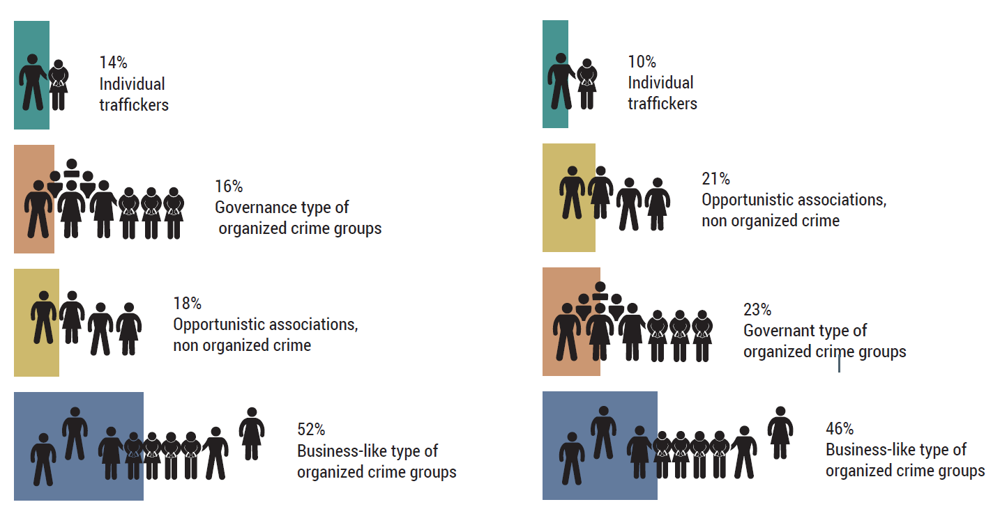 14%
Individual
traffickers
16%
Governance type of
organized crime groups
18%
Opportunistic associations,
non organized crime
52%
Business-like type of
organized crime groups
10%
Individual
traffickers
21%
Opportunistic associations,
non organized crime
23%
Governant type of
organized crime groups
46%
Business-like type of
organized crime groups